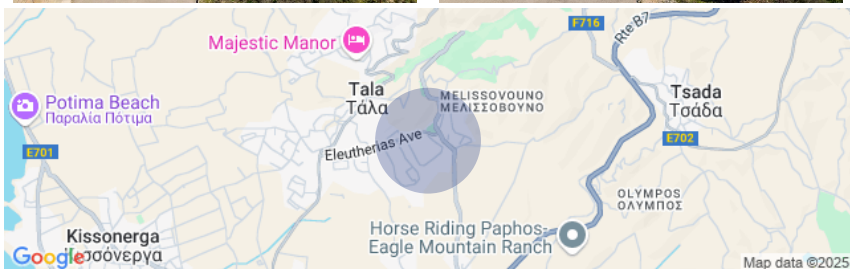 F716
Rte B7
Majestic Manor
Tala
Τάλα
MELISSOVOUNO
ΜΕΛΙΣΣΟΒΟΥΝΟ
Tsada
Τσάδα
Potima Beach
Παραλία Πότιμα
E701
E702
Eleutherias Ave
OLYMPOS
ΟΛΥΜΠΟΣ
Horse Riding Paphos-
Eagle Mountain Ranch
Kissonerga
Google
Map data ©2025